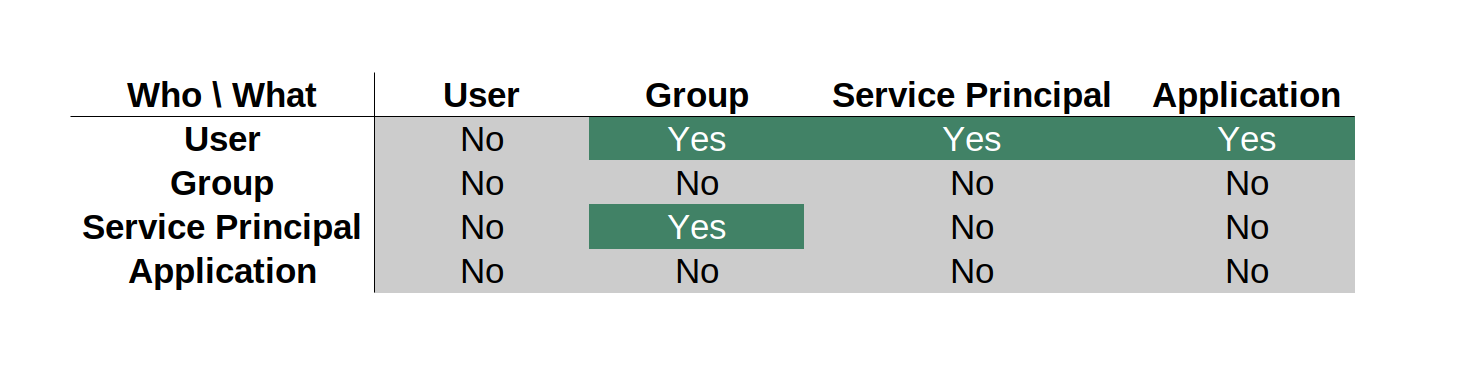 Who \ What User Group Service Principal Application
User No Yes Yes Yes
Group No No No No
Service Principal No Yes No No
Application No No No No